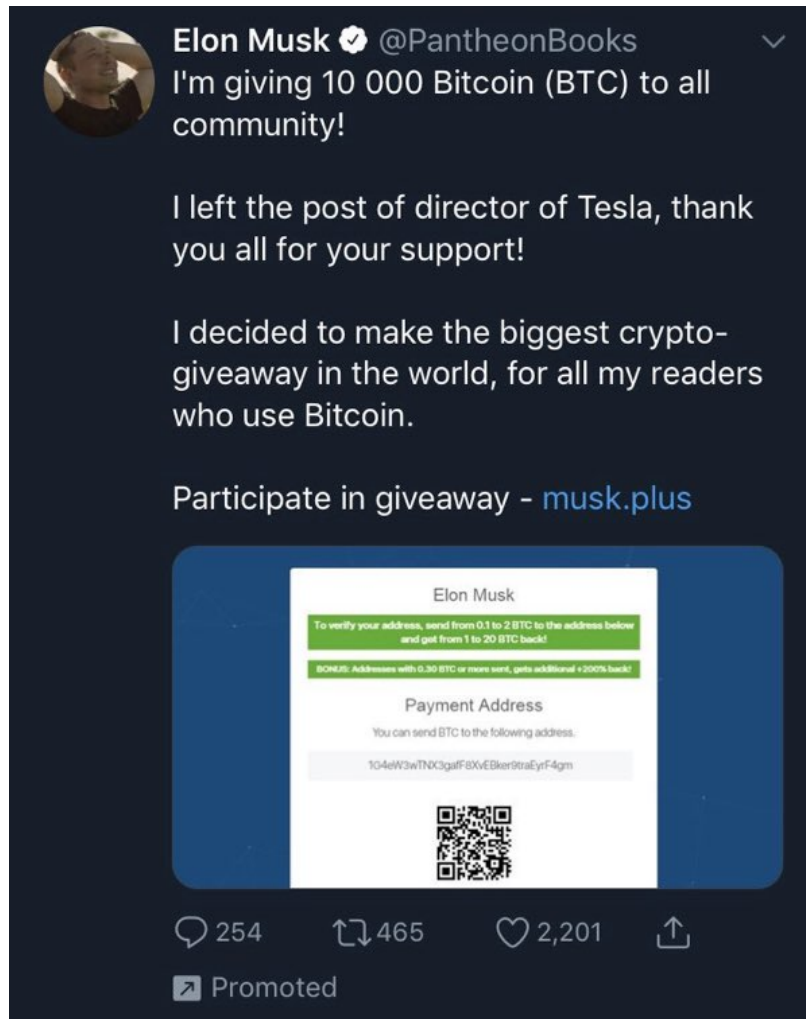 Elon Musk @PantheonBooks
I'm giving 10 000 Bitcoin (BTC) to all
community!
I left the post of director of Tesla, thank
you all for your support!
I decided to make the biggest crypto-
giveaway in the world, for all my readers
who use Bitcoin.
Participate in giveaway - musk.plus
Elon Musk
To verify your address, send from 0.1 to 2 BTC to the address below
and get from 1 to 20 BTC back!
BONUS: Addresses with 0.30 BTC or more sent, gets additional +200% back!
Payment Address
You can send BTC to the following address.
254 465 2,201
Promoted